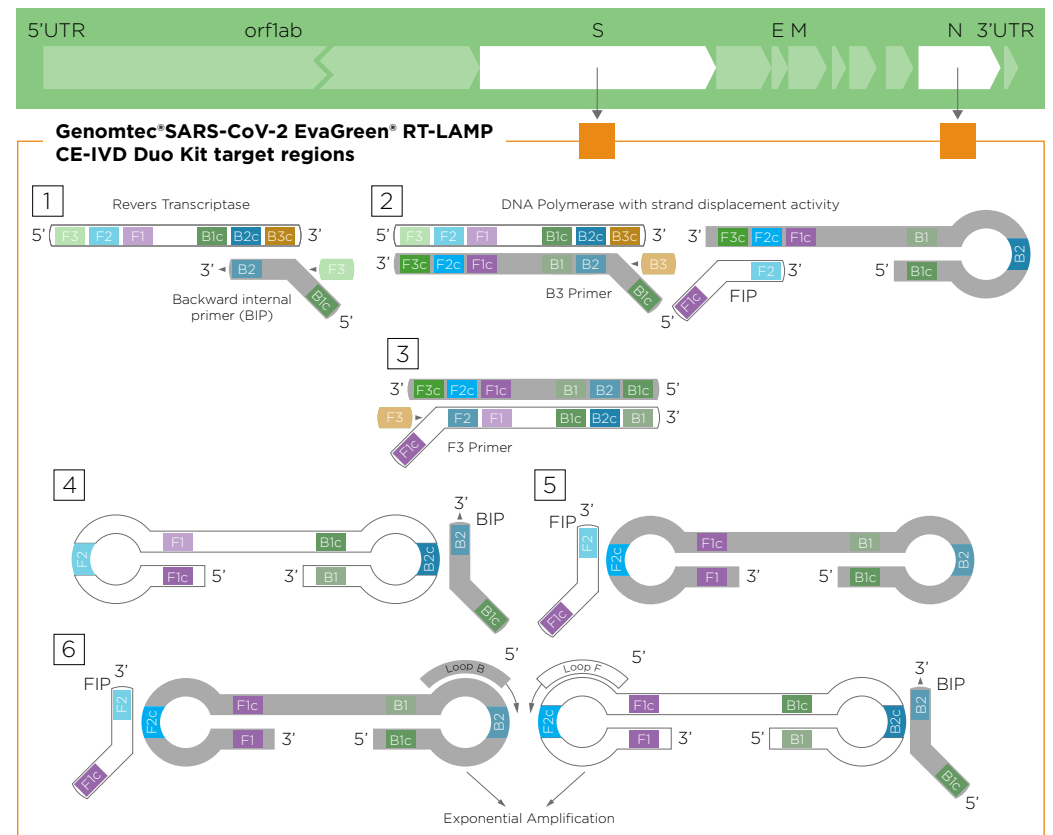 5'UTR orf1ab S E M N 3'UTR
Genomtec®SARS-CoV-2 EvaGreen® RT-LAMP
CE-IVD Duo Kit target regions
1
Revers Transcriptase
5' F3 F2 F1 B1c B2c B3c 3'
3' B2 F3
Backward internal
primer (BIP)
B1c
5'
2
DNA Polymerase with strand displacement activity
5' F3 F2 F1 B1c B2c B3c 3'
3' F3c F2c F1c B1 B2 B3
B3 Primer
B1c
5'
3' F3c F2c F1c B1
B2
5' B1c
F2 3'
FIP
F1c
3
3' F3c F2c F1c B1 B2 B1c 5'
F3 F2 F1 B1c B2c B1 3'
F1c
F3 Primer
4
F2
F1 B1c
F1c 5' 3' B1
B2c
3'
BIP
B2
B1c
5
3'
FIP
F2
F1c
F2c
F1c B1
F1 3' 5' B1c
B2
6
3'
FIP
F2
F1c
F2c
F1c B1
F1 3' 5' B1c
B2
Loop B 5'
Loop F 5'
F2c
F1c B1c
F1 3' 5' B1
B2c
3'
BIP
B2
B1c
5'
Exponential Amplification